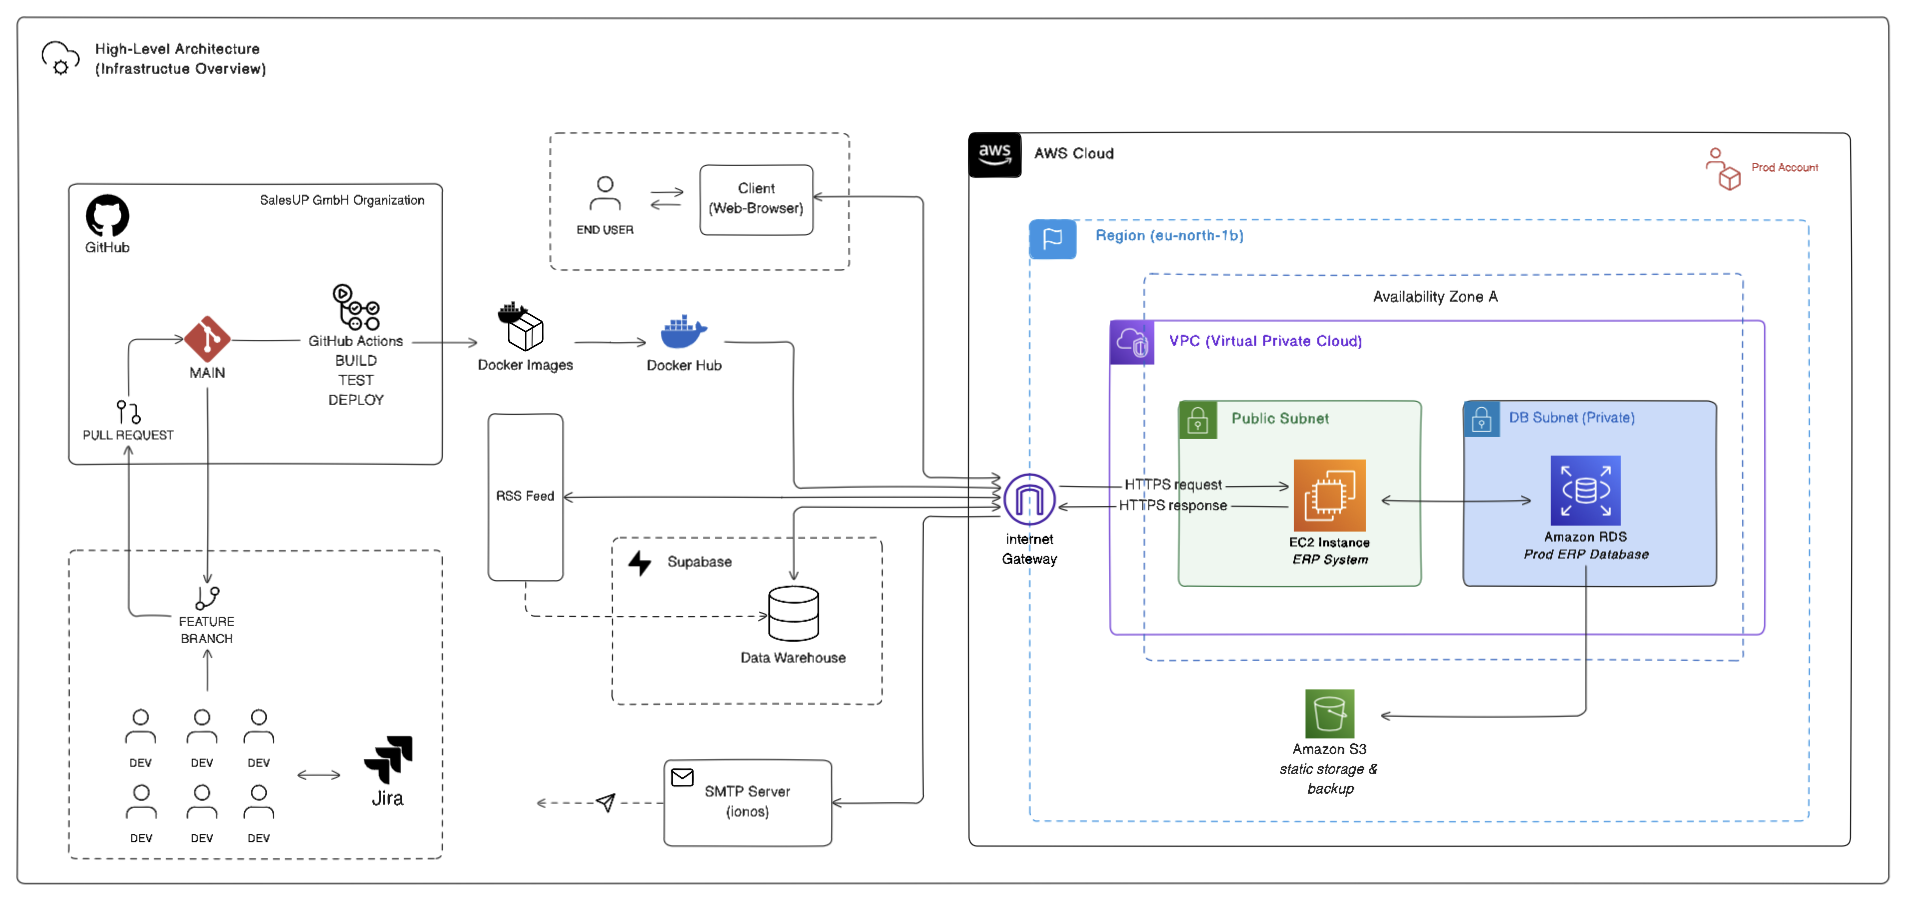 High-Level Architecture
(Infrastructue Overview)
SalesUP GmbH Organization
GitHub
MAIN
GitHub Actions
BUILD
TEST
DEPLOY
PULL REQUEST
FEATURE
BRANCH
DEV
DEV
DEV
DEV
DEV
DEV
Jira
END USER
Client
(Web-Browser)
Docker Images
Docker Hub
RSS Feed
Supabase
Data Warehouse
SMTP Server
(ionos)
aws
AWS Cloud
Prod Account
Region (eu-north-1b)
Availability Zone A
VPC (Virtual Private Cloud)
Public Subnet
DB Subnet (Private)
HTTPS request
HTTPS response
internet
Gateway
EC2 Instance
ERP System
Amazon RDS
Prod ERP Database
Amazon S3
static storage &
backup